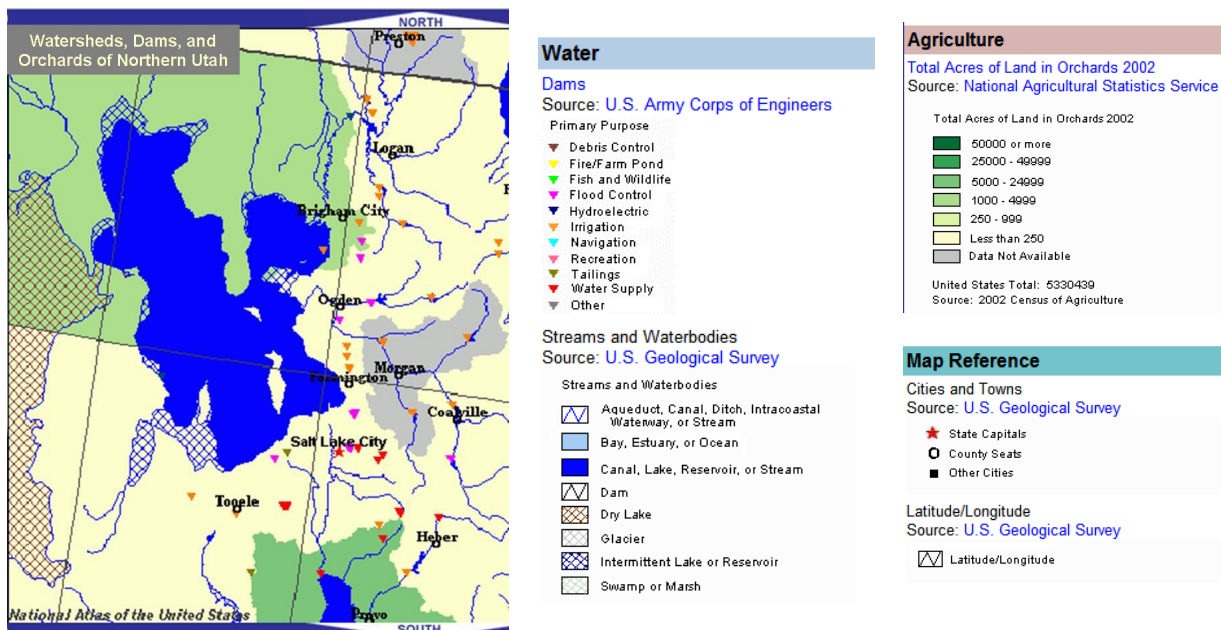 NORTH
Watersheds, Dams, and
Orchards of Northern Utah
Preston
Logan
Brigham City
Ogden
Morgan
Farmington
Coalville
Salt Lake City
Tooele
Heber
Provo
National Atlas of the United States
SOUTH
Water
Dams
Source: U.S. Army Corps of Engineers
Primary Purpose
Debris Control
Fire/Farm Pond
Fish and Wildlife
Flood Control
Hydroelectric
Irrigation
Navigation
Recreation
Tailings
Water Supply
Other
Streams and Waterbodies
Source: U.S. Geological Survey
Streams and Waterbodies
Aqueduct, Canal, Ditch, Intracoastal
Waterway, or Stream
Bay, Estuary, or Ocean
Canal, Lake, Reservoir, or Stream
Dam
Dry Lake
Glacier
Intermittent Lake or Reservoir
Swamp or Marsh
Agriculture
Total Acres of Land in Orchards 2002
Source: National Agricultural Statistics Service
Total Acres of Land in Orchards 2002
50000 or more
25000 - 49999
5000 - 24999
1000 - 4999
250 - 999
Less than 250
Data Not Available
United States Total: 5330439
Source: 2002 Census of Agriculture
Map Reference
Cities and Towns
Source: U.S. Geological Survey
State Capitals
County Seats
Other Cities
Latitude/Longitude
Source: U.S. Geological Survey
Latitude/Longitude